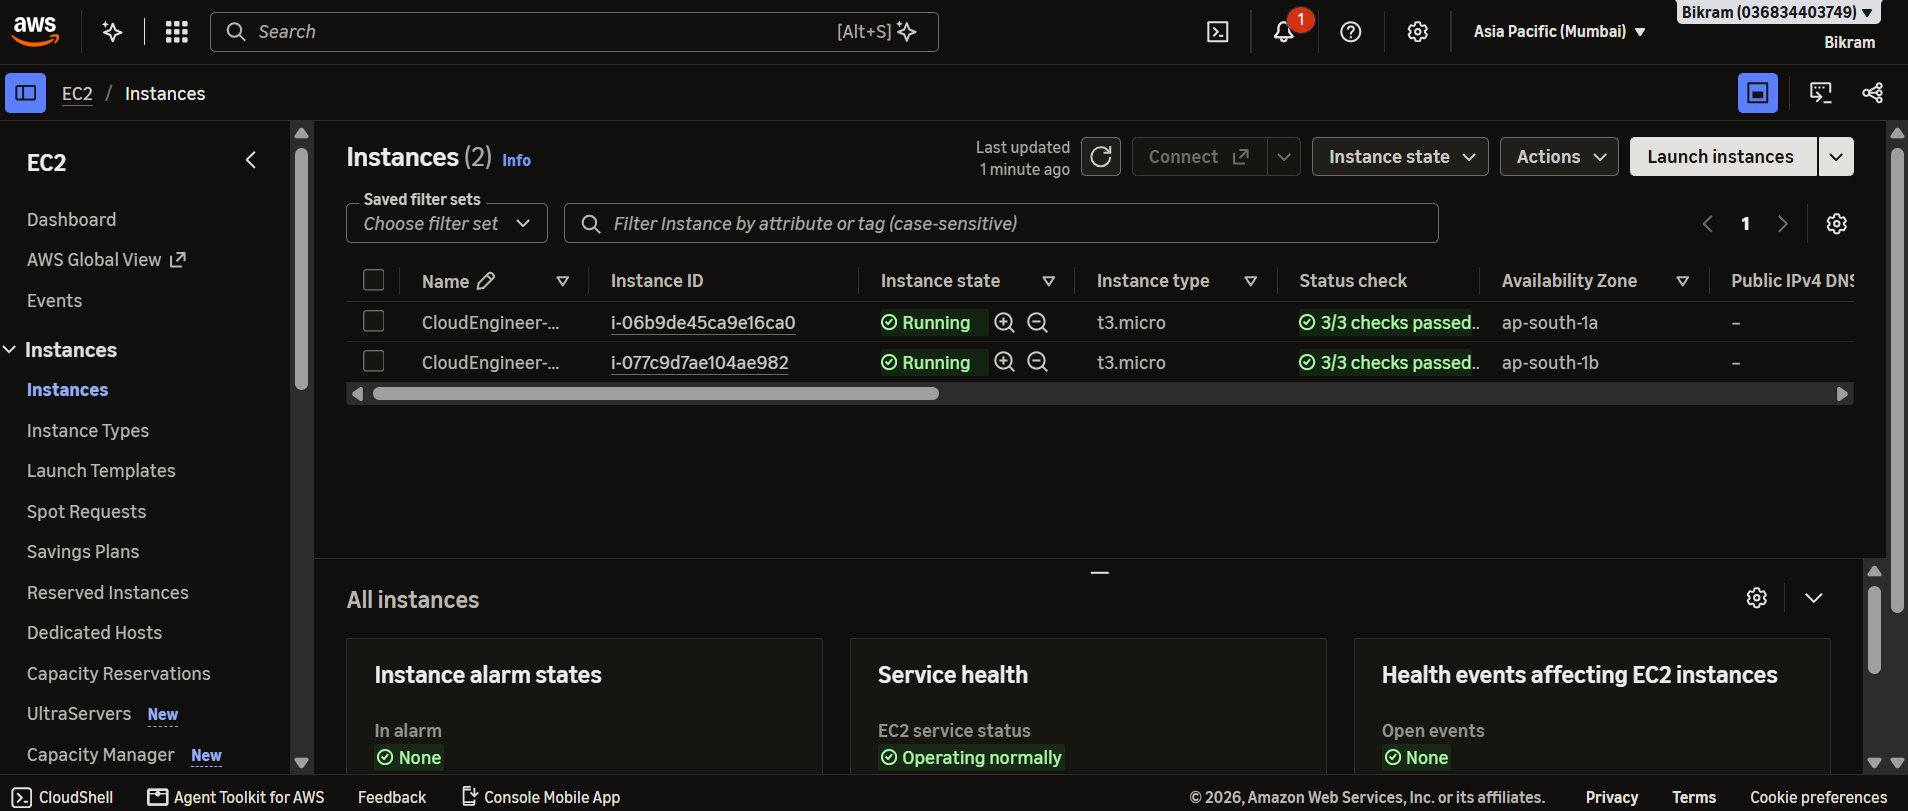 aws
Search [Alt+S]
1
Asia Pacific (Mumbai)
Bikram (036834403749)
Bikram
EC2 / Instances
EC2
Dashboard
AWS Global View
Events
Instances
Instances
Instance Types
Launch Templates
Spot Requests
Savings Plans
Reserved Instances
Dedicated Hosts
Capacity Reservations
UltraServers New
Capacity Manager New
Instances (2) Info
Last updated
1 minute ago
Connect
Instance state
Actions
Launch instances
Saved filter sets
Choose filter set
Filter Instance by attribute or tag (case-sensitive)
1
Name Instance ID Instance state Instance type Status check Availability Zone Public IPv4 DNS
CloudEngineer-... i-06b9de45ca9e16ca0 Running t3.micro 3/3 checks passed.. ap-south-1a –
CloudEngineer-... i-077c9d7ae104ae982 Running t3.micro 3/3 checks passed.. ap-south-1b –
All instances
Instance alarm states
In alarm
None
Service health
EC2 service status
Operating normally
Health events affecting EC2 instances
Open events
None
CloudShell Agent Toolkit for AWS Feedback Console Mobile App © 2026, Amazon Web Services, Inc. or its affiliates. Privacy Terms Cookie preferences